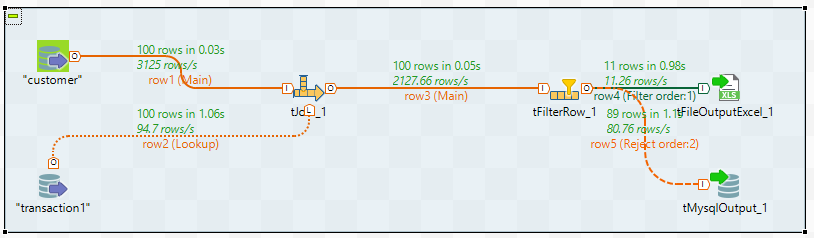 100 rows in 0.03s
3125 rows/s
row1 (Main)
"customer"
100 rows in 1.06s
94.7 rows/s
row2 (Lookup)
"transaction1"
100 rows in 0.05s
2127.66 rows/s
row3 (Main)
tFilterRow_1
11 rows in 0.98s
11.26 rows/s
row4 (Filter order:1)
XLS
tFileOutputExcel_1
89 rows in
80.76 rows/s
row5 (Reject order:2)
tMysqlOutput_1